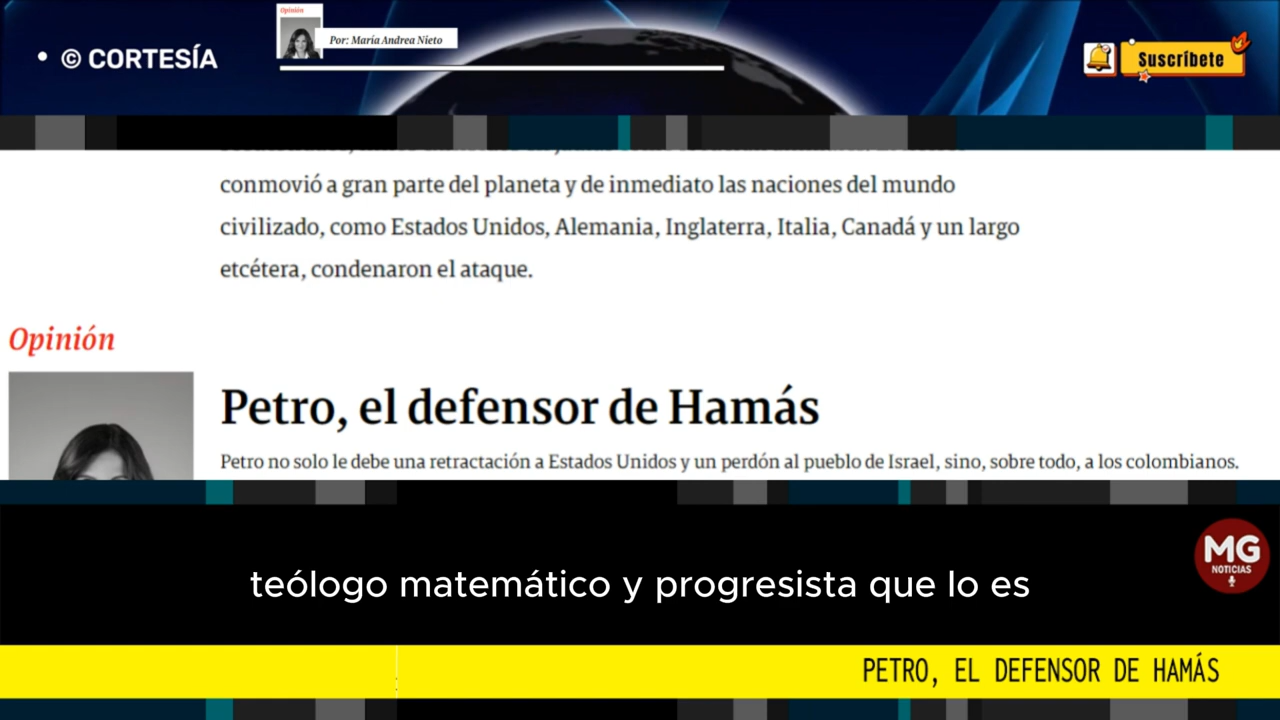 Opinión
Por: María Andrea Nieto
• © CORTESÍA
Suscríbete
conmovió a gran parte del planeta y de inmediato las naciones del mundo
civilizado, como Estados Unidos, Alemania, Inglaterra, Italia, Canadá y un largo
etcétera, condenaron el ataque.
Opinión
Petro, el defensor de Hamás
Petro no solo le debe una retractación a Estados Unidos y un perdón al pueblo de Israel, sino, sobre todo, a los colombianos.
MG
NOTICIAS
teólogo matemático y progresista que lo es
PETRO, EL DEFENSOR DE HAMÁS